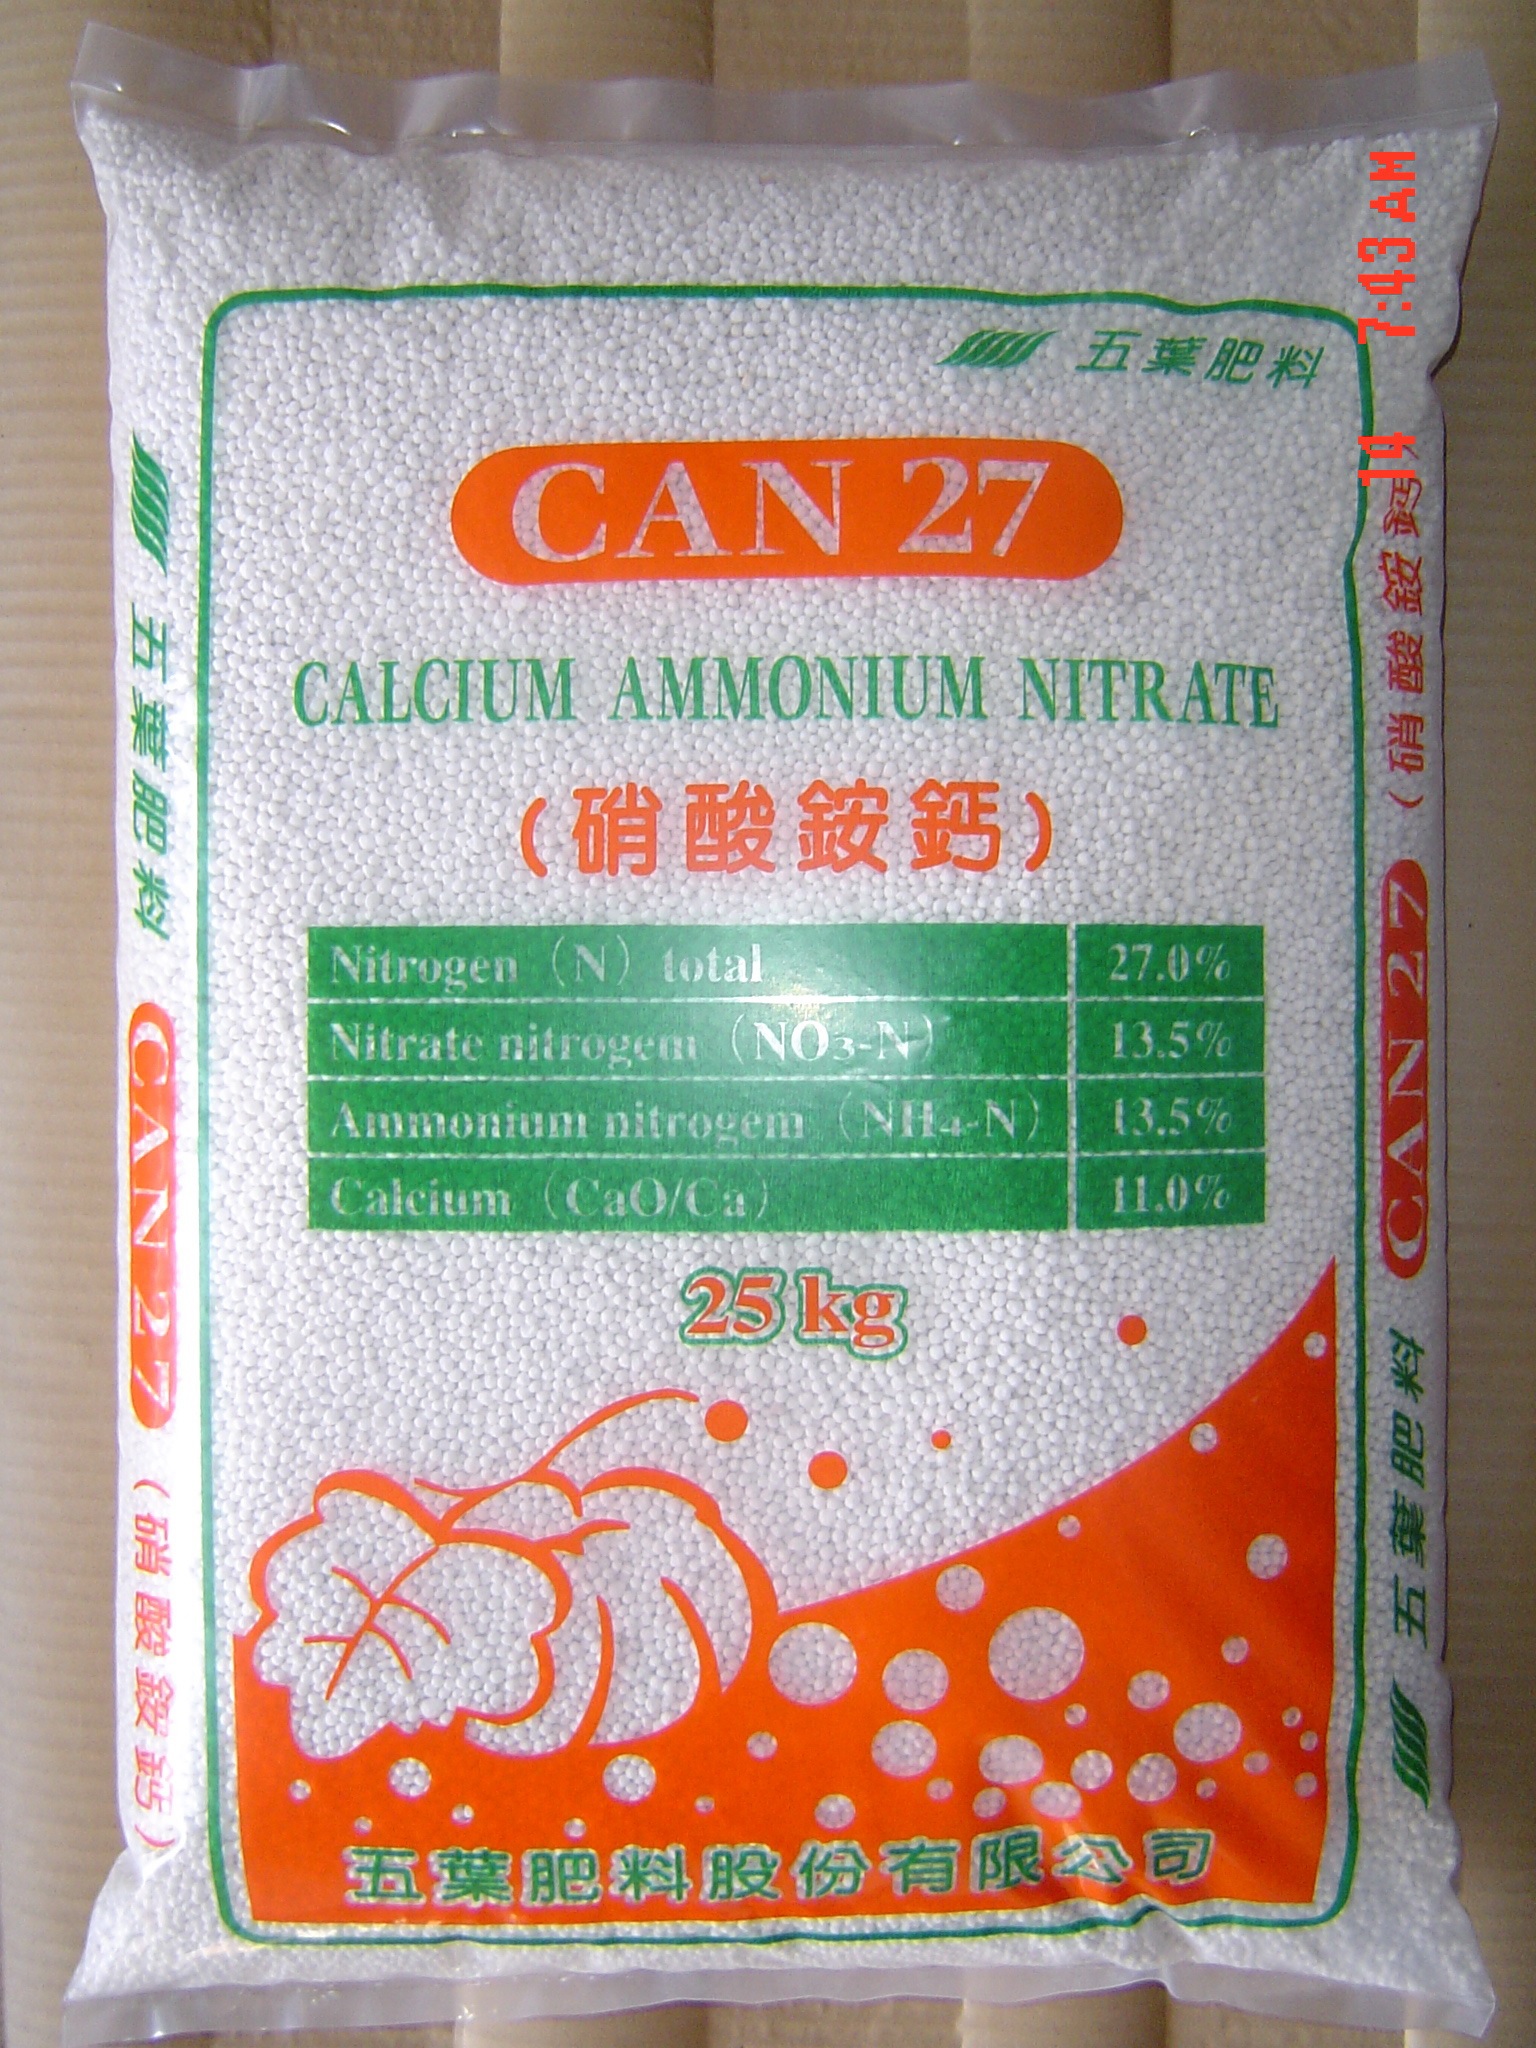 五葉肥料
CAN 27
CALCIUM AMMONIUM NITRATE
(硝酸銨鈣)
Nitrogen (N) total 27.0%
Nitrate nitrogem (NO3-N) 13.5%
Ammonium nitrogem (NH4-N) 13.5%
Calcium (CaO/Ca) 11.0%
25 kg
五葉肥料股份有限公司
五葉肥料 CAN 27 (硝酸銨鈣)
五葉肥料 CAN 27 (硝酸銨鈣)
14 7:43 AM